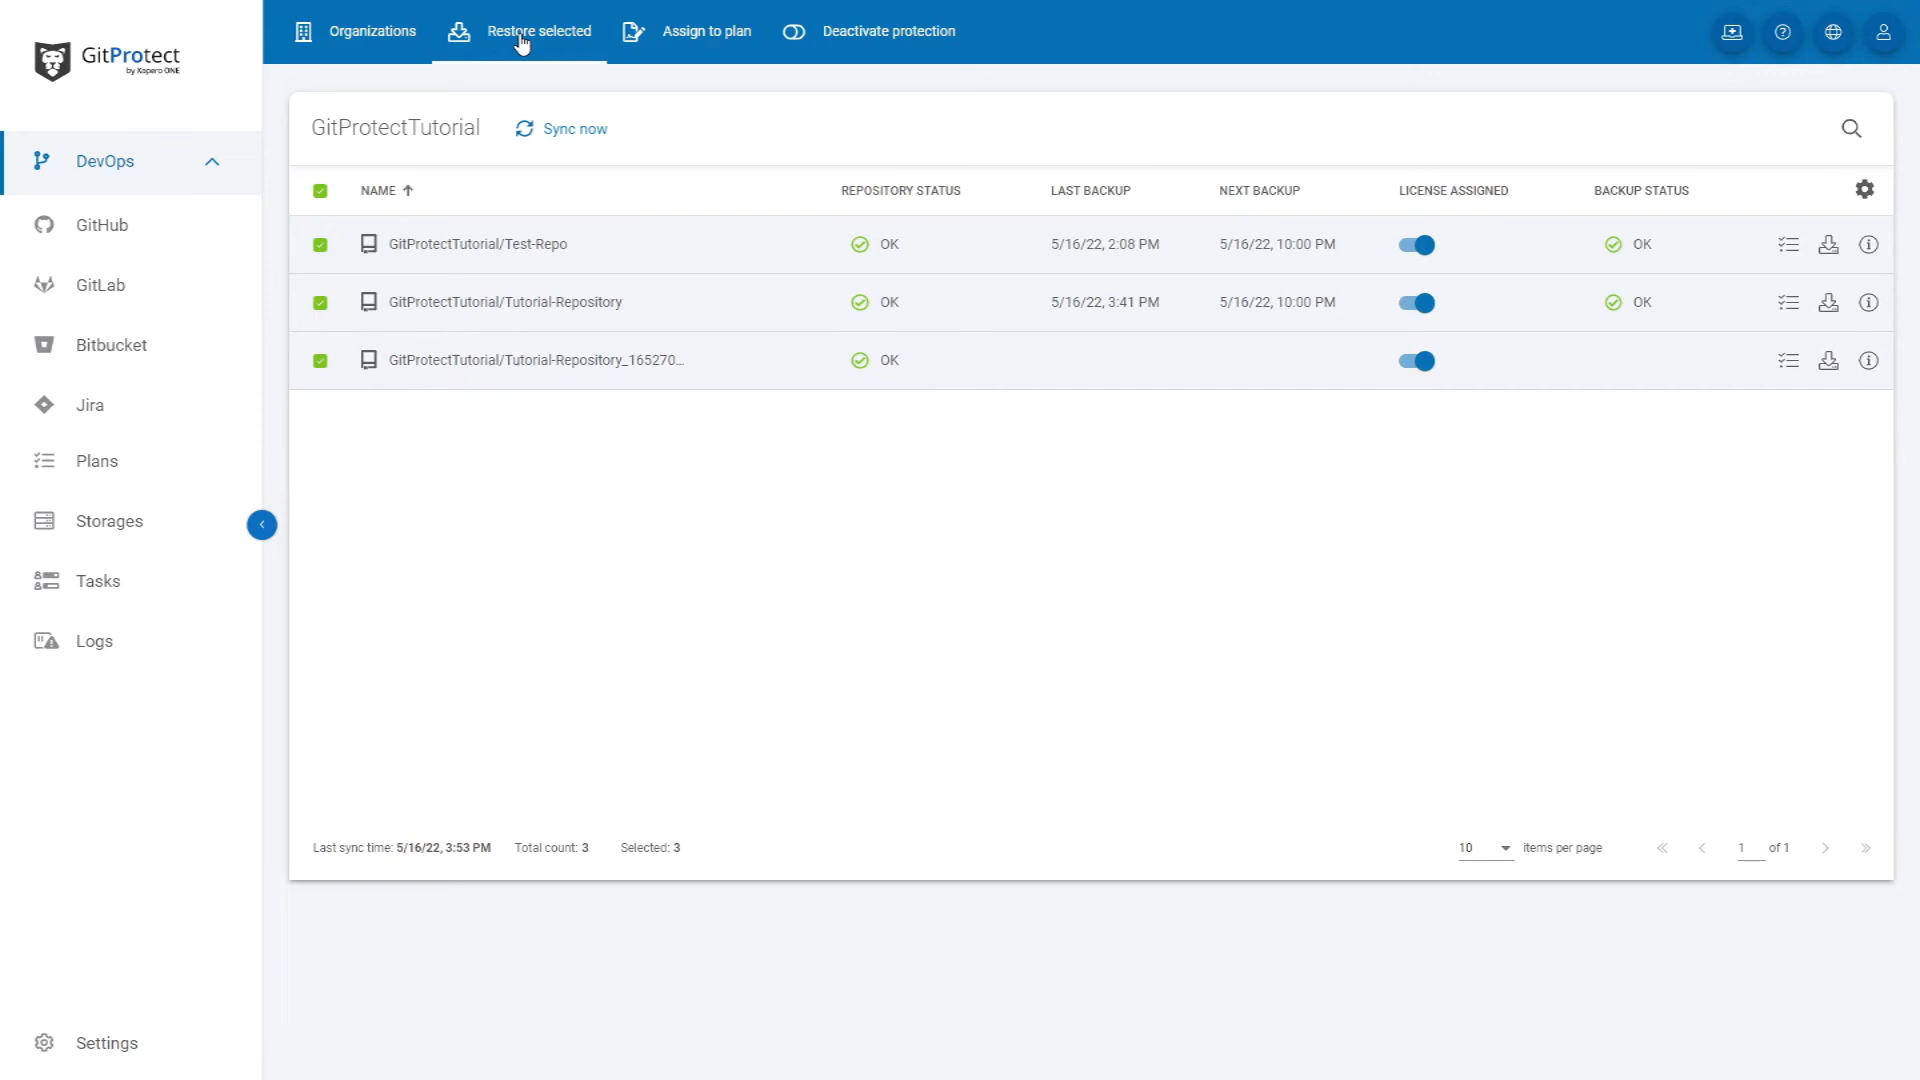 GitProtect
by Xopero ONE
Organizations
Restore selected
Assign to plan
Deactivate protection
DevOps
GitHub
GitLab
Bitbucket
Jira
Plans
Storages
Tasks
Logs
Settings
GitProtectTutorial
Sync now
NAME
REPOSITORY STATUS
LAST BACKUP
NEXT BACKUP
LICENSE ASSIGNED
BACKUP STATUS
GitProtectTutorial/Test-Repo OK 5/16/22, 2:08 PM 5/16/22, 10:00 PM OK
GitProtectTutorial/Tutorial-Repository OK 5/16/22, 3:41 PM 5/16/22, 10:00 PM OK
GitProtectTutorial/Tutorial-Repository_165270... OK
Last sync time: 5/16/22, 3:53 PM Total count: 3 Selected: 3
10 items per page
1 of 1